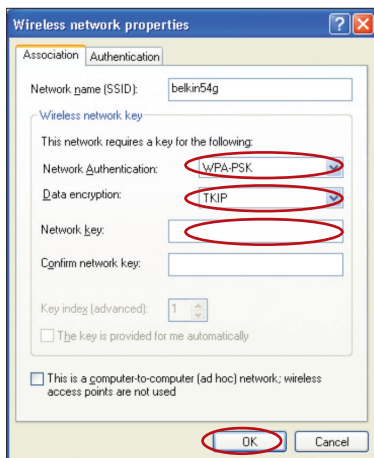 Wireless network properties
Association
Authentication
Network name (SSID):
belkin54g
Wireless network key
This network requires a key for the following:
Network Authentication:
WPA-PSK
Data encryption:
TKIP
Network key:
Confirm network key:
Key index (advanced):
1
The key is provided for me automatically
This is a computer-to-computer (ad hoc) network; wireless
access points are not used
OK
Cancel